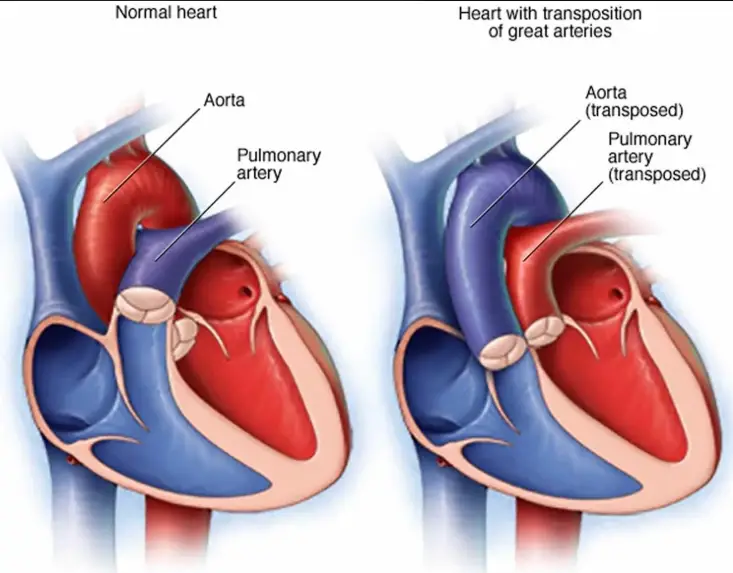 Normal heart
Aorta
Pulmonary
artery
Heart with transposition
of great arteries
Aorta
(transposed)
Pulmonary
artery
(transposed)